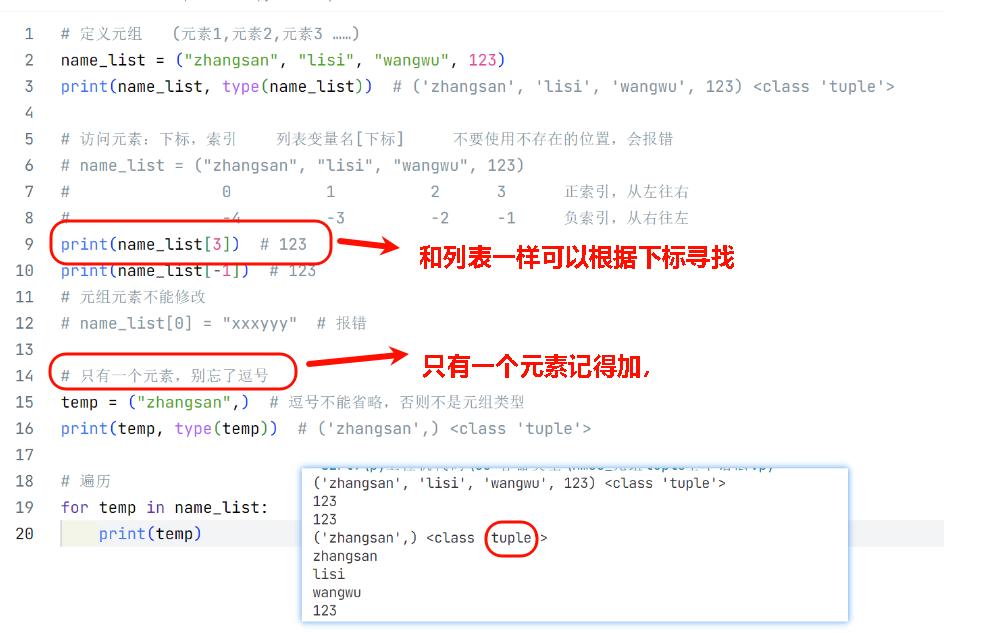 1 # 定义元组 (元素1,元素2,元素3 ……)
2 name_list = ("zhangsan", "lisi", "wangwu", 123)
3 print(name_list, type(name_list)) # ('zhangsan', 'lisi', 'wangwu', 123) <class 'tuple'>
4
5 # 访问元素：下标，索引 列表变量名[下标] 不要使用不存在的位置，会报错
6 # name_list = ("zhangsan", "lisi", "wangwu", 123)
7 # 0 1 2 3 正索引，从左往右
8 # -4 -3 -2 -1 负索引，从右往左
9 print(name_list[3]) # 123
和列表一样可以根据下标寻找
10 print(name_list[-1]) # 123
11 # 元组元素不能修改
12 # name_list[0] = "xxxyyy" # 报错
13
14 # 只有一个元素，别忘了逗号
只有一个元素记得加,
15 temp = ("zhangsan",) # 逗号不能省略，否则不是元组类型
16 print(temp, type(temp)) # ('zhangsan',) <class 'tuple'>
17
18 # 遍历
19 for temp in name_list:
20 print(temp)
('zhangsan', 'lisi', 'wangwu', 123) <class 'tuple'>
123
123
('zhangsan',) <class 'tuple'>
zhangsan
lisi
wangwu
123